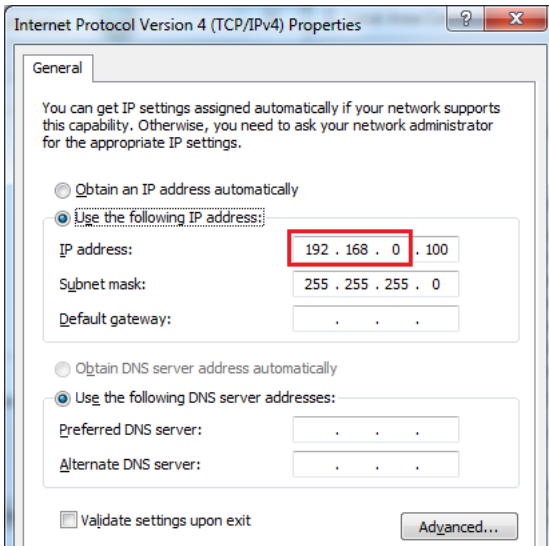 Internet Protocol Version 4 (TCP/IPv4) Properties
General
You can get IP settings assigned automatically if your network supports
this capability. Otherwise, you need to ask your network administrator
for the appropriate IP settings.
Obtain an IP address automatically
Use the following IP address:
IP address: 192 . 168 . 0 . 100
Subnet mask: 255 . 255 . 255 . 0
Default gateway: . . .
Obtain DNS server address automatically
Use the following DNS server addresses:
Preferred DNS server: . . .
Alternate DNS server: . . .
Validate settings upon exit
Advanced...